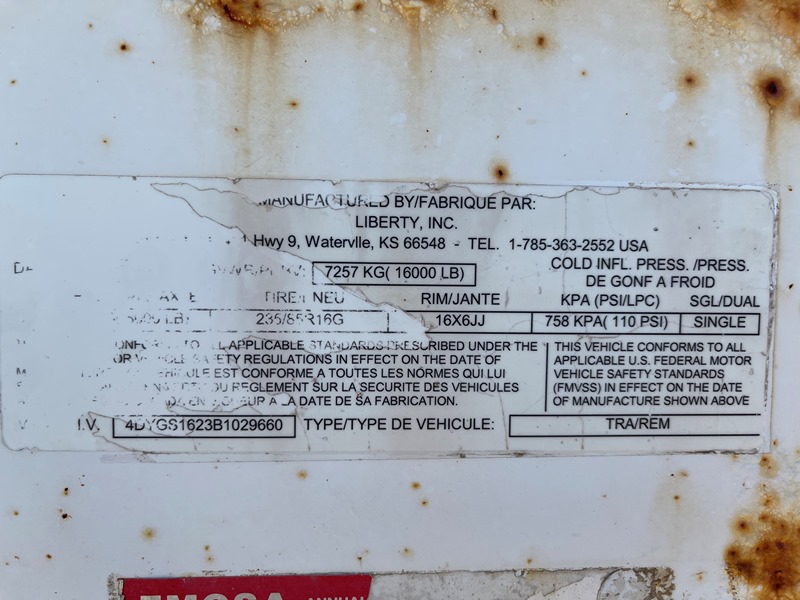 MANUFACTURED BY/FABRIQUE PAR:
LIBERTY, INC.
Hwy 9, Watervlle, KS 66548 - TEL. 1-785-363-2552 USA
7257 KG( 16000 LB)
COLD INFL. PRESS. /PRESS.
DE GONF A FROID
TIRE/ NEU RIM/JANTE KPA (PSI/LPC) SGL/DUAL
235/85R16G 16X6JJ 758 KPA( 110 PSI) SINGLE
ALL APPLICABLE STANDARDS PRESCRIBED UNDER THE
SAFETY REGULATIONS IN EFFECT ON THE DATE OF
EST CONFORME A TOUTES LES NORMES QUI LUI
DU REGLEMENT SUR LA SECURITE DES VEHICULES
A LA DATE DE SA FABRICATION.
THIS VEHICLE CONFORMS TO ALL
APPLICABLE U.S. FEDERAL MOTOR
VEHICLE SAFETY STANDARDS
(FMVSS) IN EFFECT ON THE DATE
OF MANUFACTURE SHOWN ABOVE
I.V. 4DYGS1623B1029660 TYPE/TYPE DE VEHICULE: TRA/REM
ANNUAL